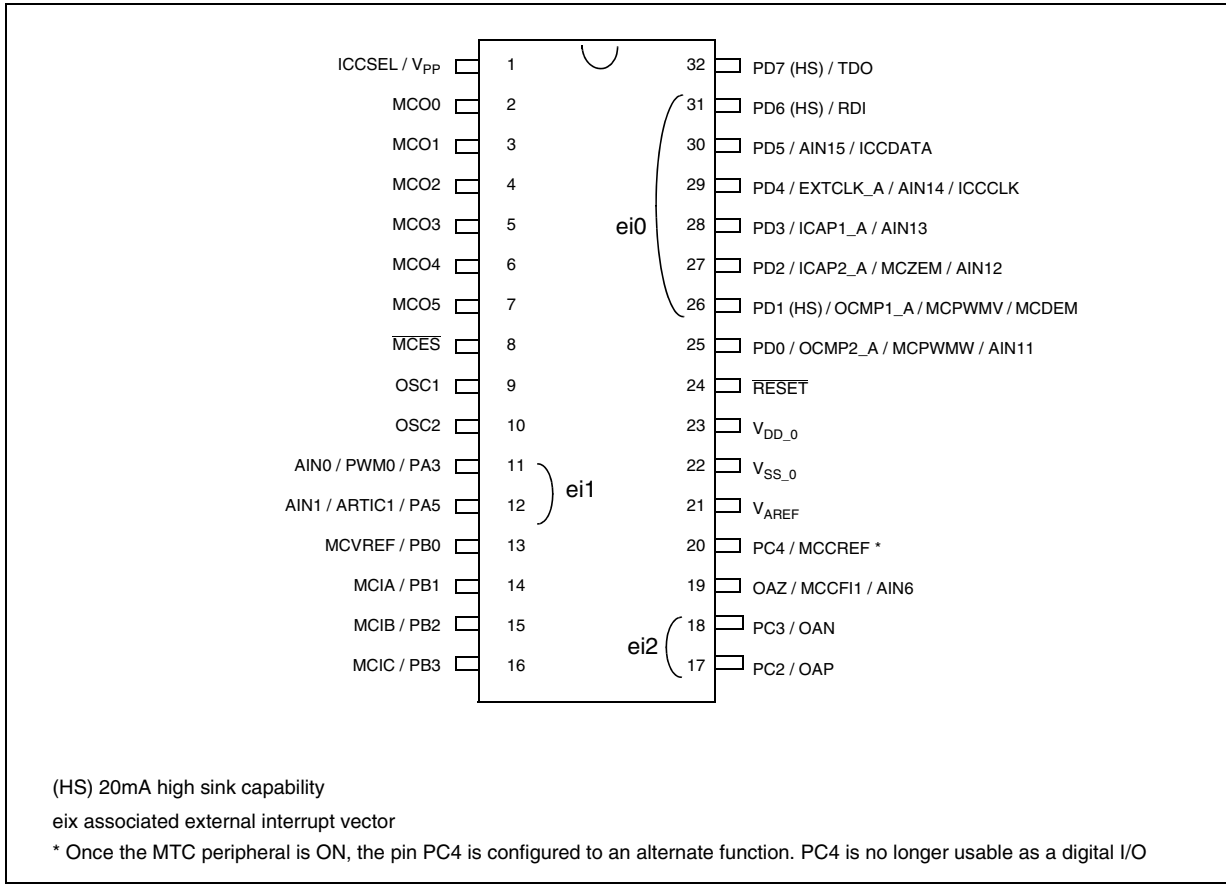 ICCSEL / VPP 1 32 PD7 (HS) / TDO
MCO0 2 31 PD6 (HS) / RDI
MCO1 3 30 PD5 / AIN15 / ICCDATA
MCO2 4 29 PD4 / EXTCLK_A / AIN14 / ICCCLK
MCO3 5 ei0 28 PD3 / ICAP1_A / AIN13
MCO4 6 27 PD2 / ICAP2_A / MCZEM / AIN12
MCO5 7 26 PD1 (HS) / OCMP1_A / MCPWMV / MCDEM
MCES 8 25 PD0 / OCMP2_A / MCPWMW / AIN11
OSC1 9 24 RESET
OSC2 10 23 VDD_0
AIN0 / PWM0 / PA3 11 22 VSS_0
ei1
AIN1 / ARTIC1 / PA5 12 21 VAREF
MCVREF / PB0 13 20 PC4 / MCCREF *
MCIA / PB1 14 19 OAZ / MCCFI1 / AIN6
MCIB / PB2 15 18 PC3 / OAN
ei2
MCIC / PB3 16 17 PC2 / OAP
(HS) 20mA high sink capability
eix associated external interrupt vector
* Once the MTC peripheral is ON, the pin PC4 is configured to an alternate function. PC4 is no longer usable as a digital I/O